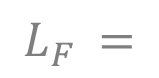 L_F =